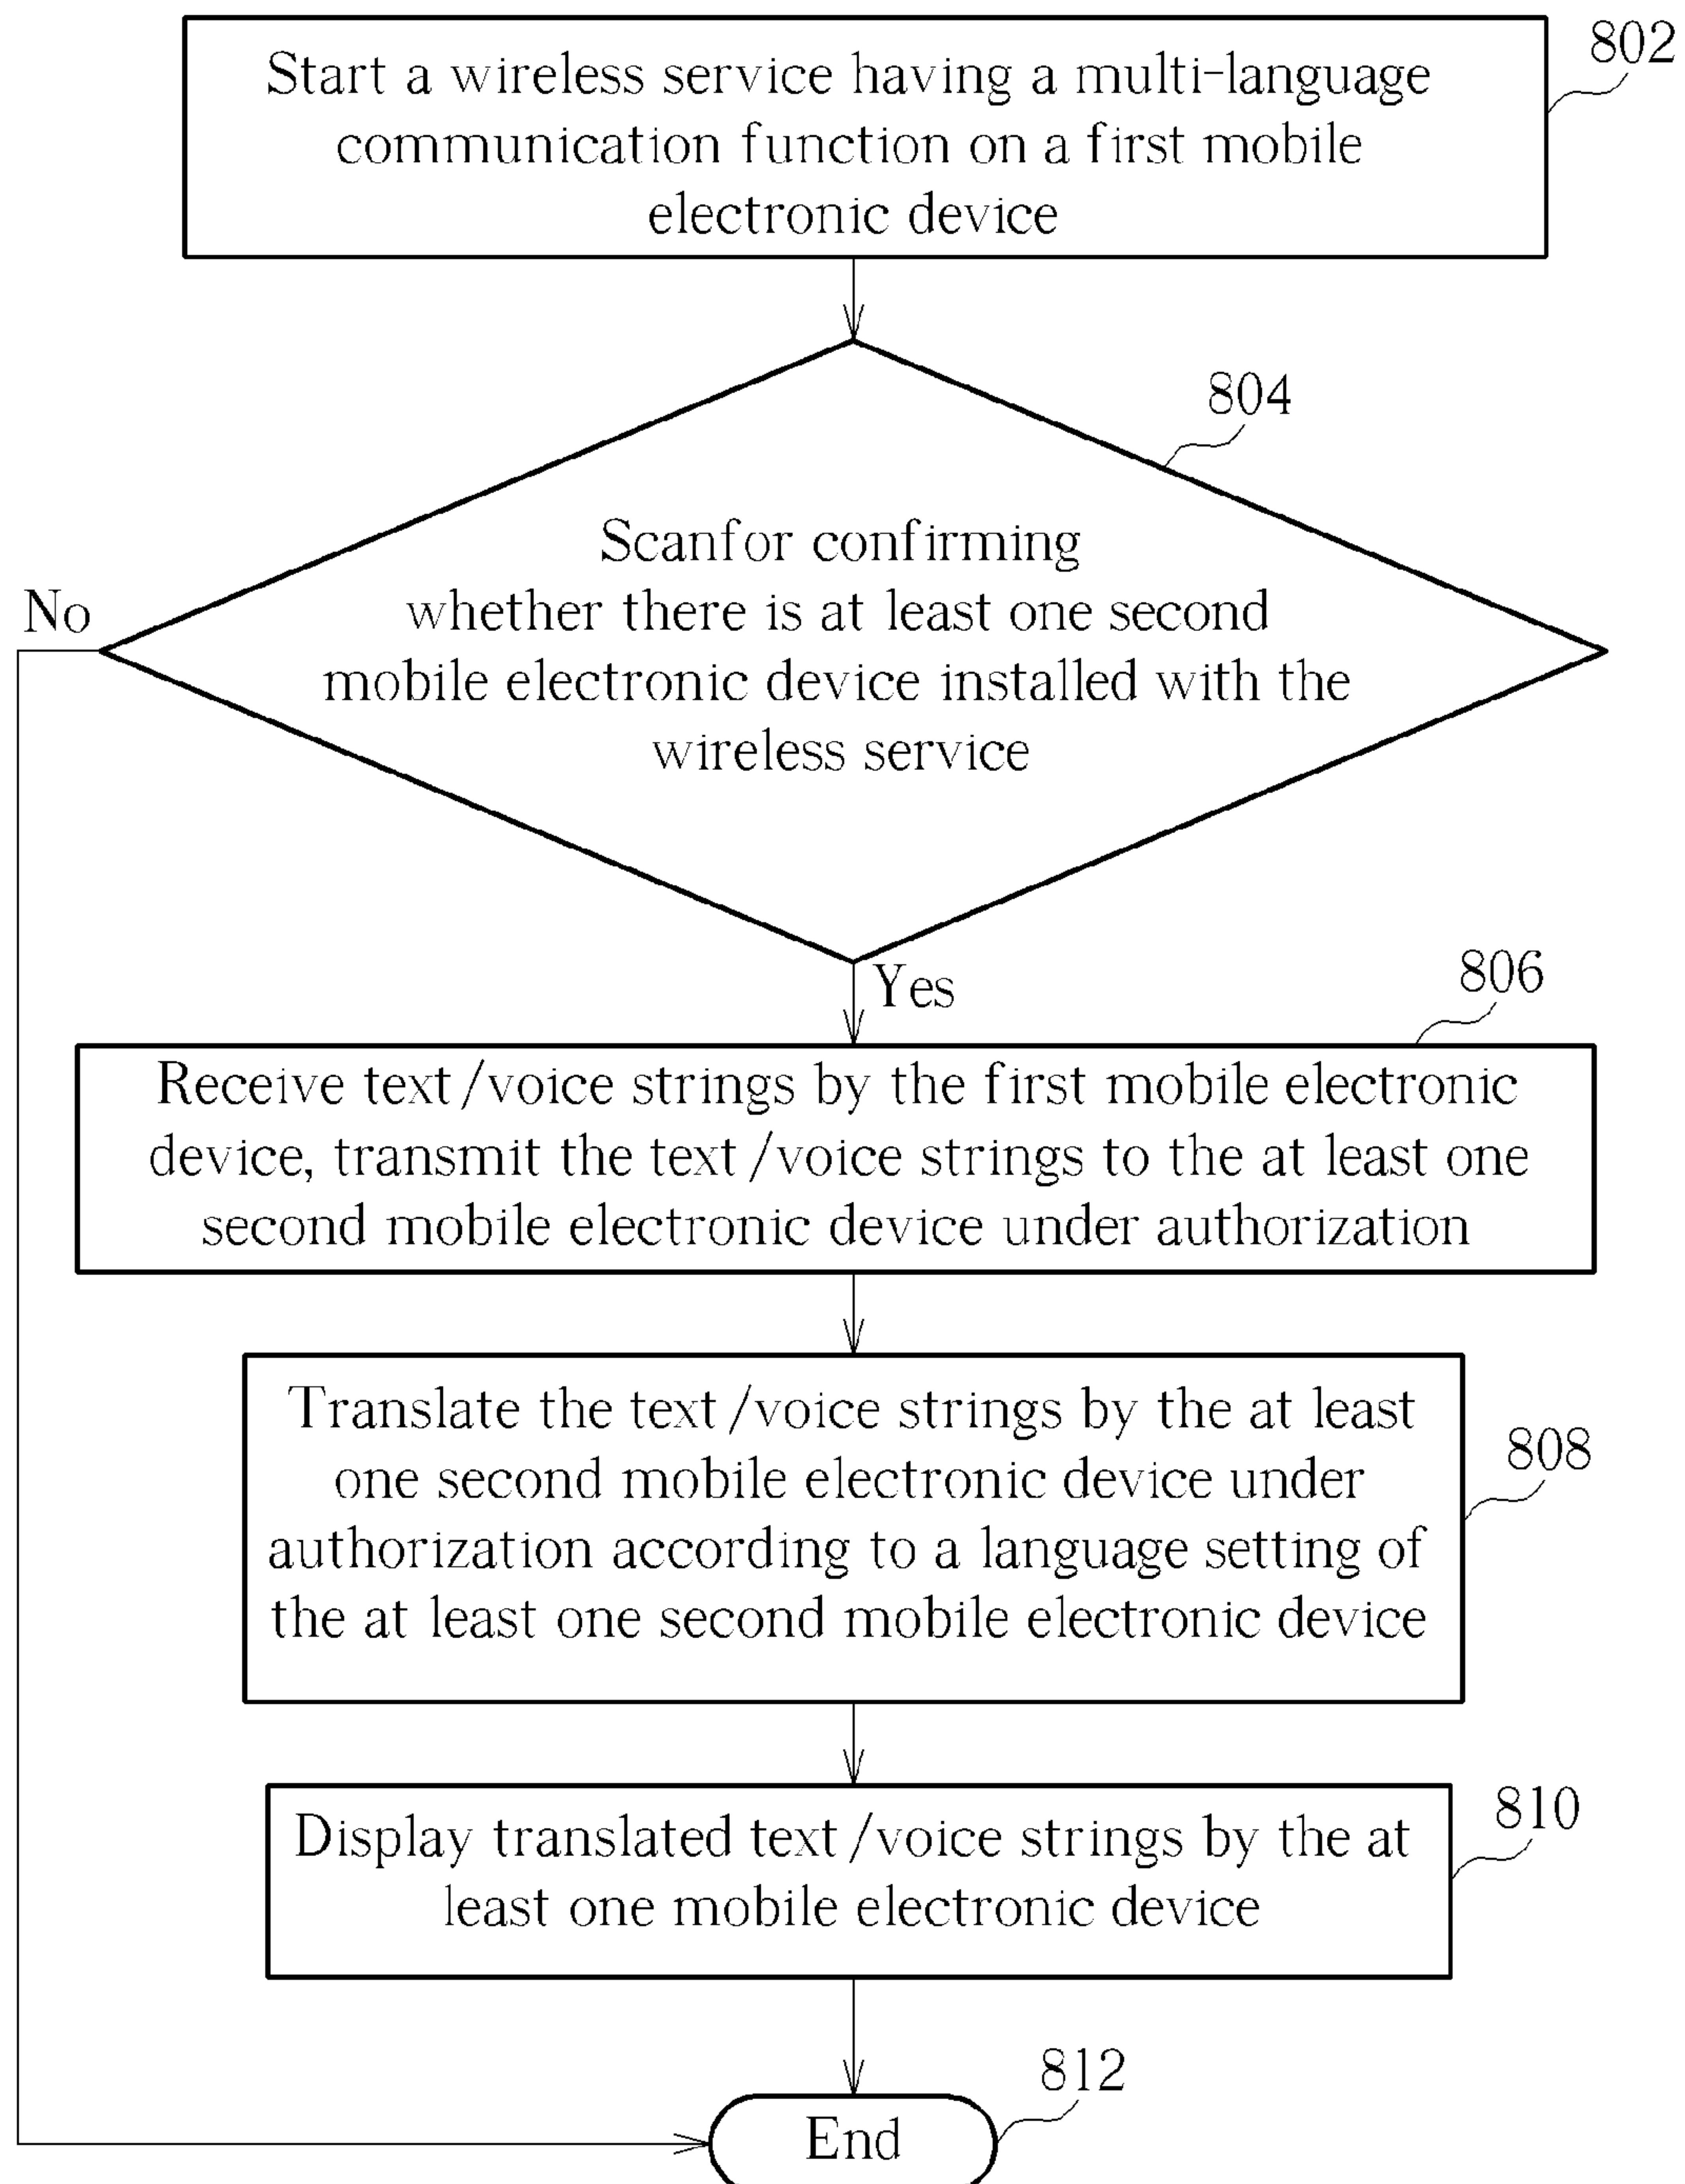 Start a wireless service having a multi-language
communication function on a first mobile
electronic device
802
804
Scanfor confirming
whether there is at least one second
mobile electronic device installed with the
wireless service
No
Yes
806
Receive text/voice strings by the first mobile electronic
device, transmit the text/voice strings to the at least one
second mobile electronic device under authorization
Translate the text/voice strings by the at least
one second mobile electronic device under
authorization according to a language setting of
the at least one second mobile electronic device
808
Display translated text/voice strings by the at
least one mobile electronic device
810
812
End